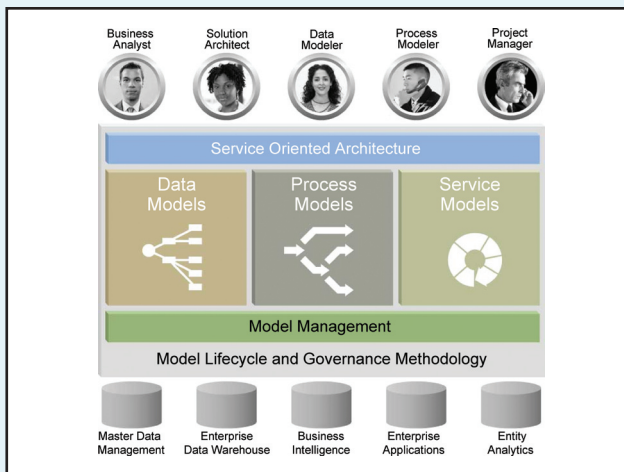 Business
Analyst
Solution
Architect
Data
Modeler
Process
Modeler
Project
Manager
Service Oriented Architecture
Data
Models
Process
Models
Service
Models
Model Management
Model Lifecycle and Governance Methodology
Master Data
Management
Enterprise
Data Warehouse
Business
Intelligence
Enterprise
Applications
Entity
Analytics